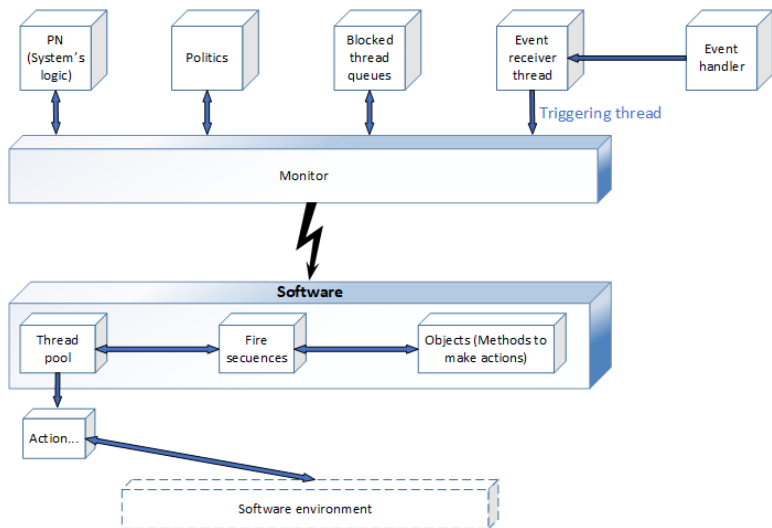 PN
(System's
logic)
Politics
Blocked
thread
queues
Event
receiver
thread
Event
handler
Triggering thread
Monitor
Software
Thread
pool
Fire
secuences
Objects (Methods to
make actions)
Action...
Software environment